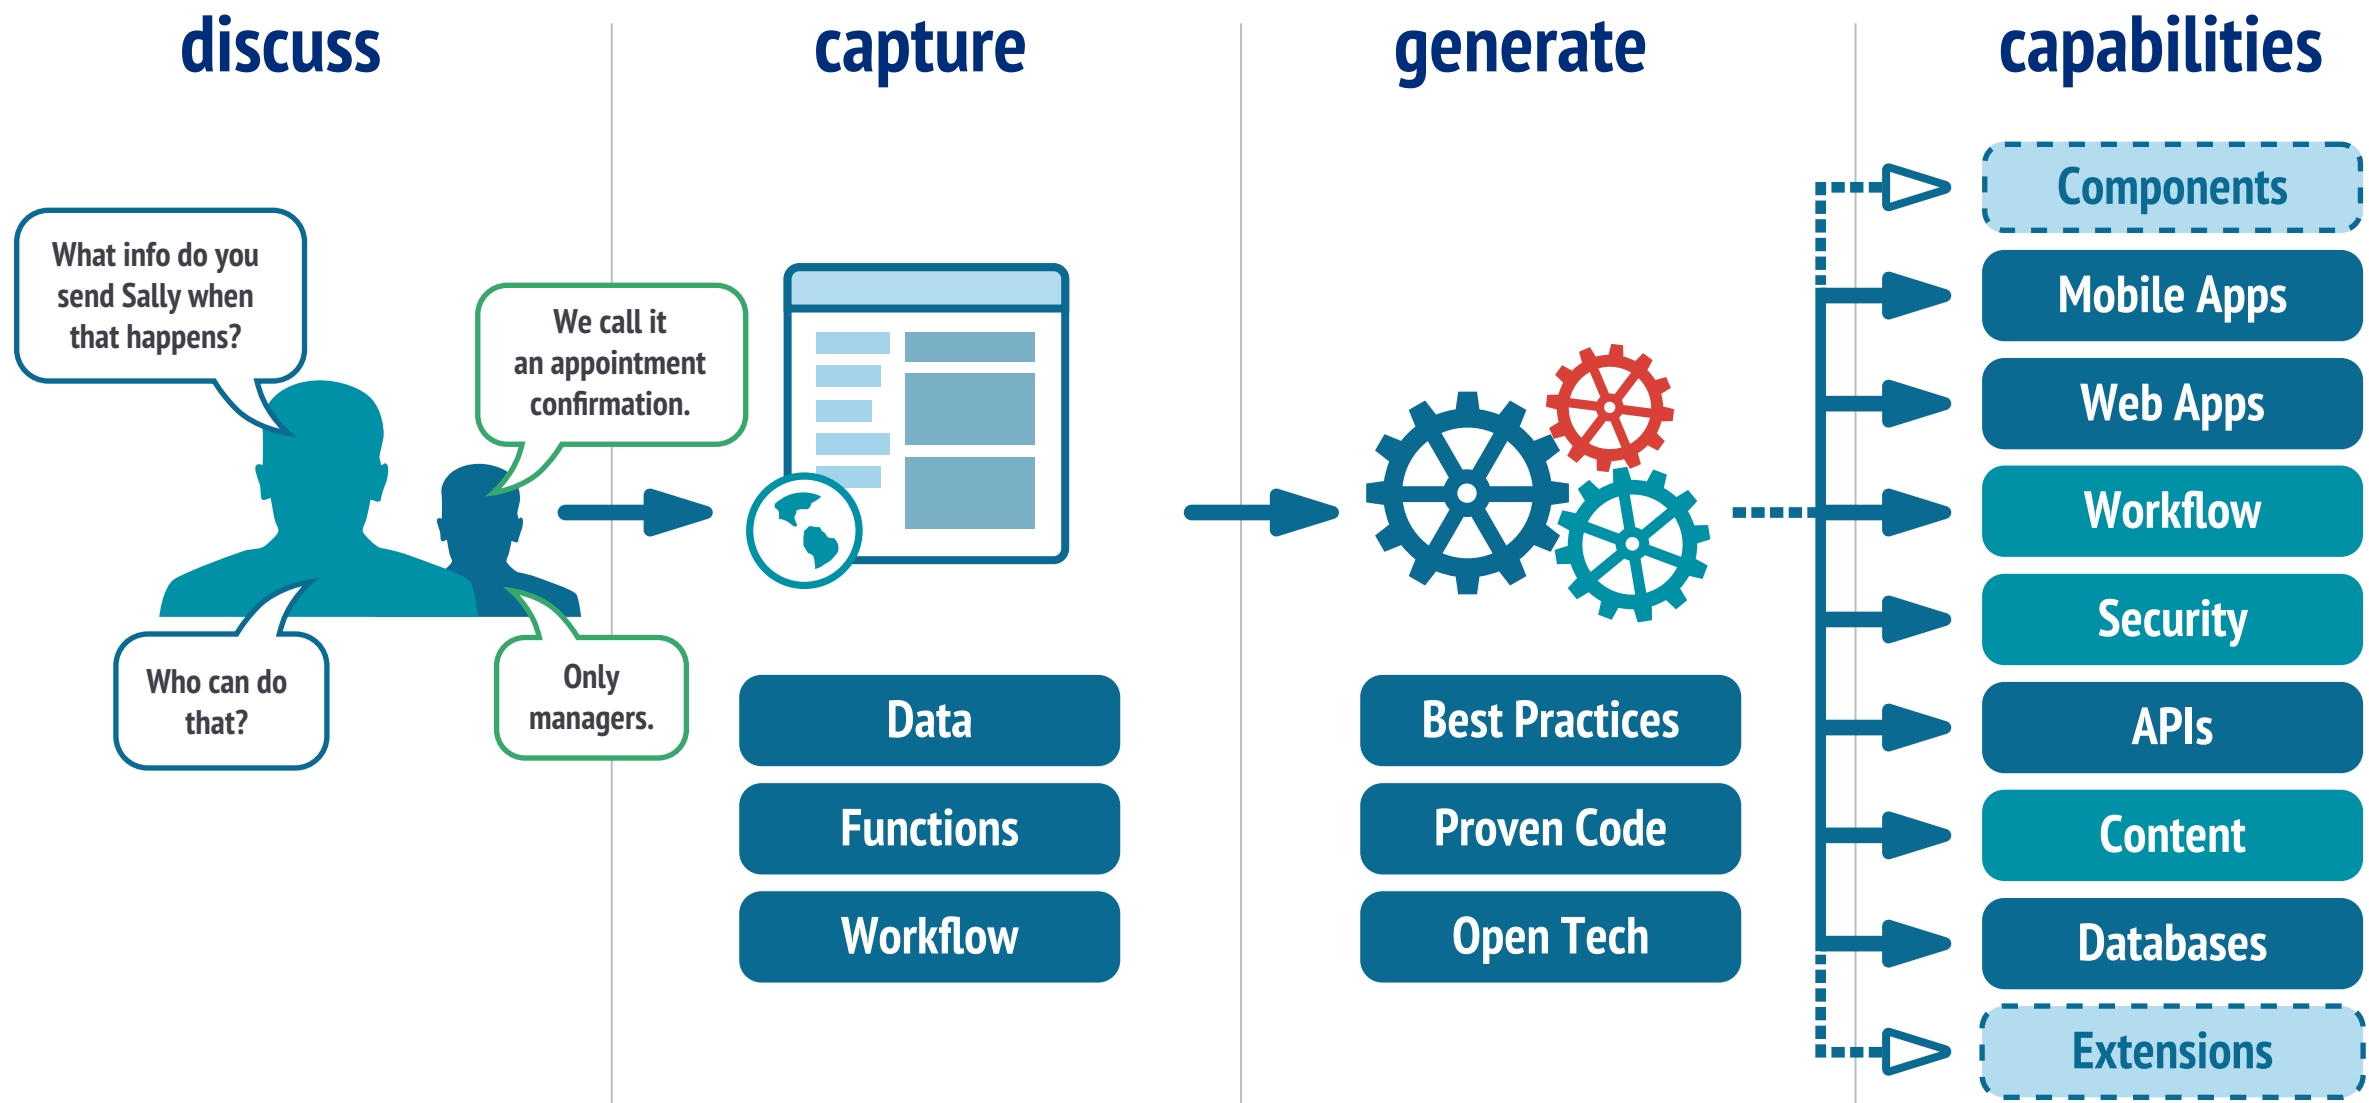 discuss
capture
generate
capabilities
What info do you
send Sally when
that happens?
We call it
an appointment
confirmation.
Who can do
that?
Only
managers.
Data
Functions
Workflow
Best Practices
Proven Code
Open Tech
Components
Mobile Apps
Web Apps
Workflow
Security
APIs
Content
Databases
Extensions